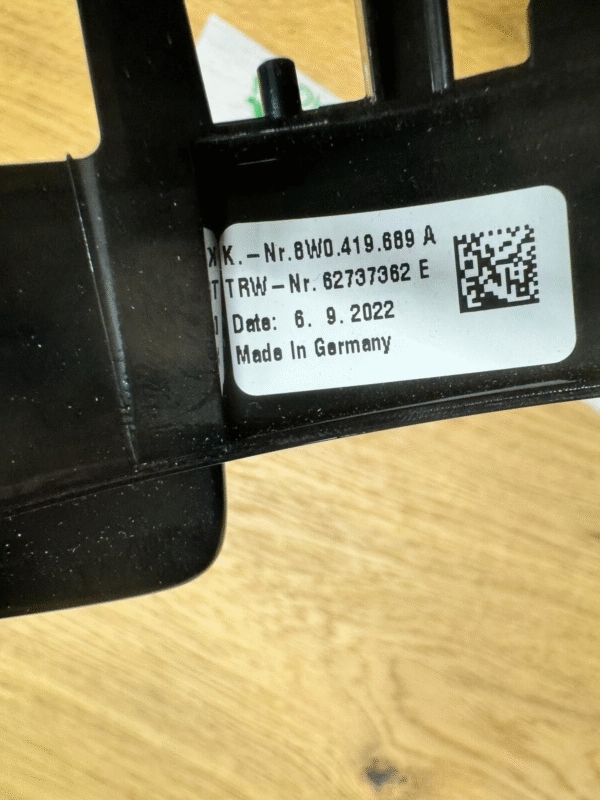 K.-Nr.8W0.419.689 A
TRW-Nr. 62737362 E
Date: 6. 9. 2022
Made In Germany